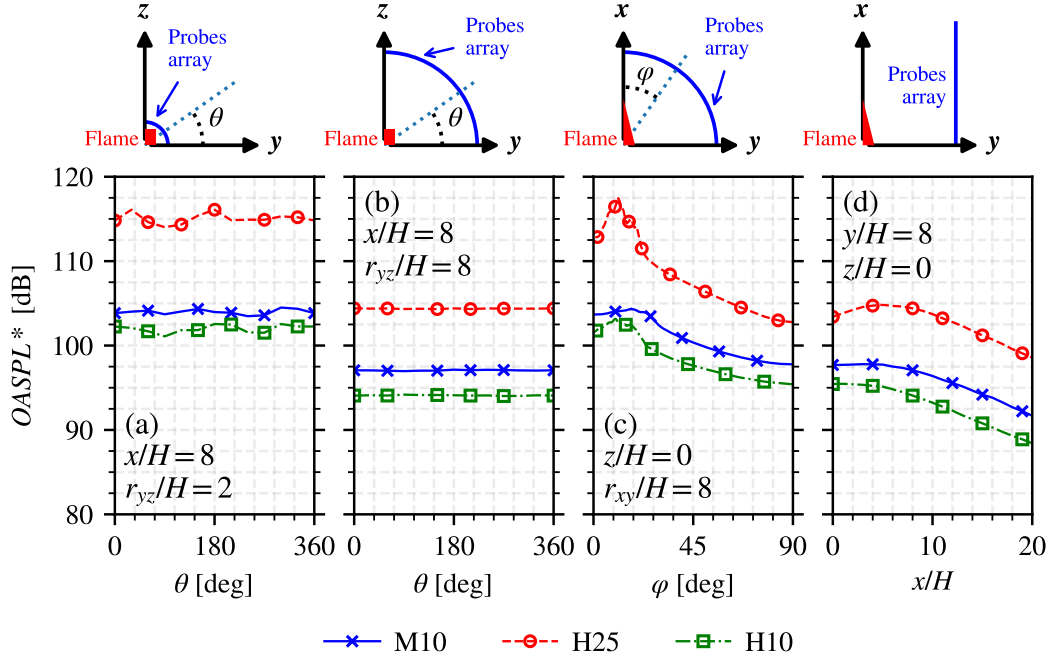 z
Probes
array
θ
Flame
y
z
Probes
array
θ
Flame
y
x
Probes
array
φ
Flame
y
x
Probes
array
Flame
y
OASPL* [dB]
120
110
100
90
80
(a)
x/H = 8
r_yz/H = 2
0 180 360
θ [deg]
(b)
x/H = 8
r_yz/H = 8
0 180 360
θ [deg]
(c)
z/H = 0
r_xy/H = 8
0 45 90
φ [deg]
(d)
y/H = 8
z/H = 0
0 10 20
x/H
M10 H25 H10